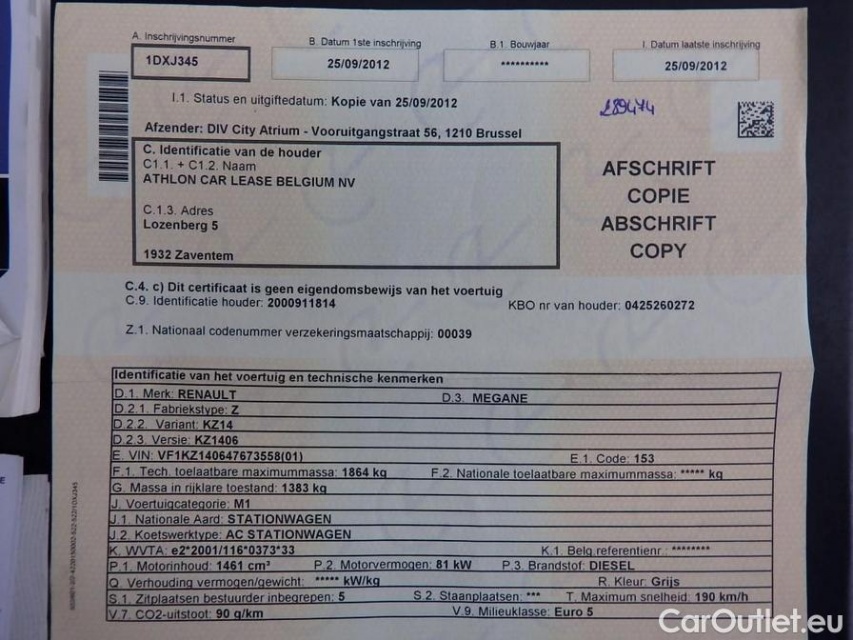 A. Inschrijvingsnummer
1DXJ345
B. Datum 1ste inschrijving
25/09/2012
B.1. Bouwjaar
**********
I. Datum laatste inschrijving
25/09/2012
I.1. Status en uitgiftedatum: Kopie van 25/09/2012
289474
Afzender: DIV City Atrium - Vooruitgangstraat 56, 1210 Brussel
C. Identificatie van de houder
C1.1. + C1.2. Naam
ATHLON CAR LEASE BELGIUM NV
C.1.3. Adres
Lozenberg 5
1932 Zaventem
AFSCHRIFT
COPIE
ABSCHRIFT
COPY
C.4. c) Dit certificaat is geen eigendomsbewijs van het voertuig
C.9. Identificatie houder: 2000911814 KBO nr van houder: 0425260272
Z.1. Nationaal codenummer verzekeringsmaatschappij: 00039
Identificatie van het voertuig en technische kenmerken
D.1. Merk: RENAULT D.3. MEGANE
D.2.1. Fabriekstype: Z
D.2.2. Variant: KZ14
D.2.3. Versie: KZ1406
E. VIN: VF1KZ140647673558(01) E.1. Code: 153
F.1. Tech. toelaatbare maximummassa: 1864 kg F.2. Nationale toelaatbare maximummassa: ***** kg
G. Massa in rijklare toestand: 1383 kg
J. Voertuigcategorie: M1
J.1. Nationale Aard: STATIONWAGEN
J.2. Koetswerktype: AC STATIONWAGEN
K. WVTA: e2*2001/116*0373*33 K.1. Belg.referentienr.: ********
P.1. Motorinhoud: 1461 cm³ P.2. Motorvermogen: 81 kW P.3. Brandstof: DIESEL
Q. Verhouding vermogen/gewicht: ***** kW/kg R. Kleur: Grijs
S.1. Zitplaatsen bestuurder inbegrepen: 5 S.2. Staanplaatsen: *** T. Maximum snelheid: 190 km/h
V.7. CO2-uitstoot: 90 g/km V.9. Milieuklasse: Euro 5
CarOutlet.eu